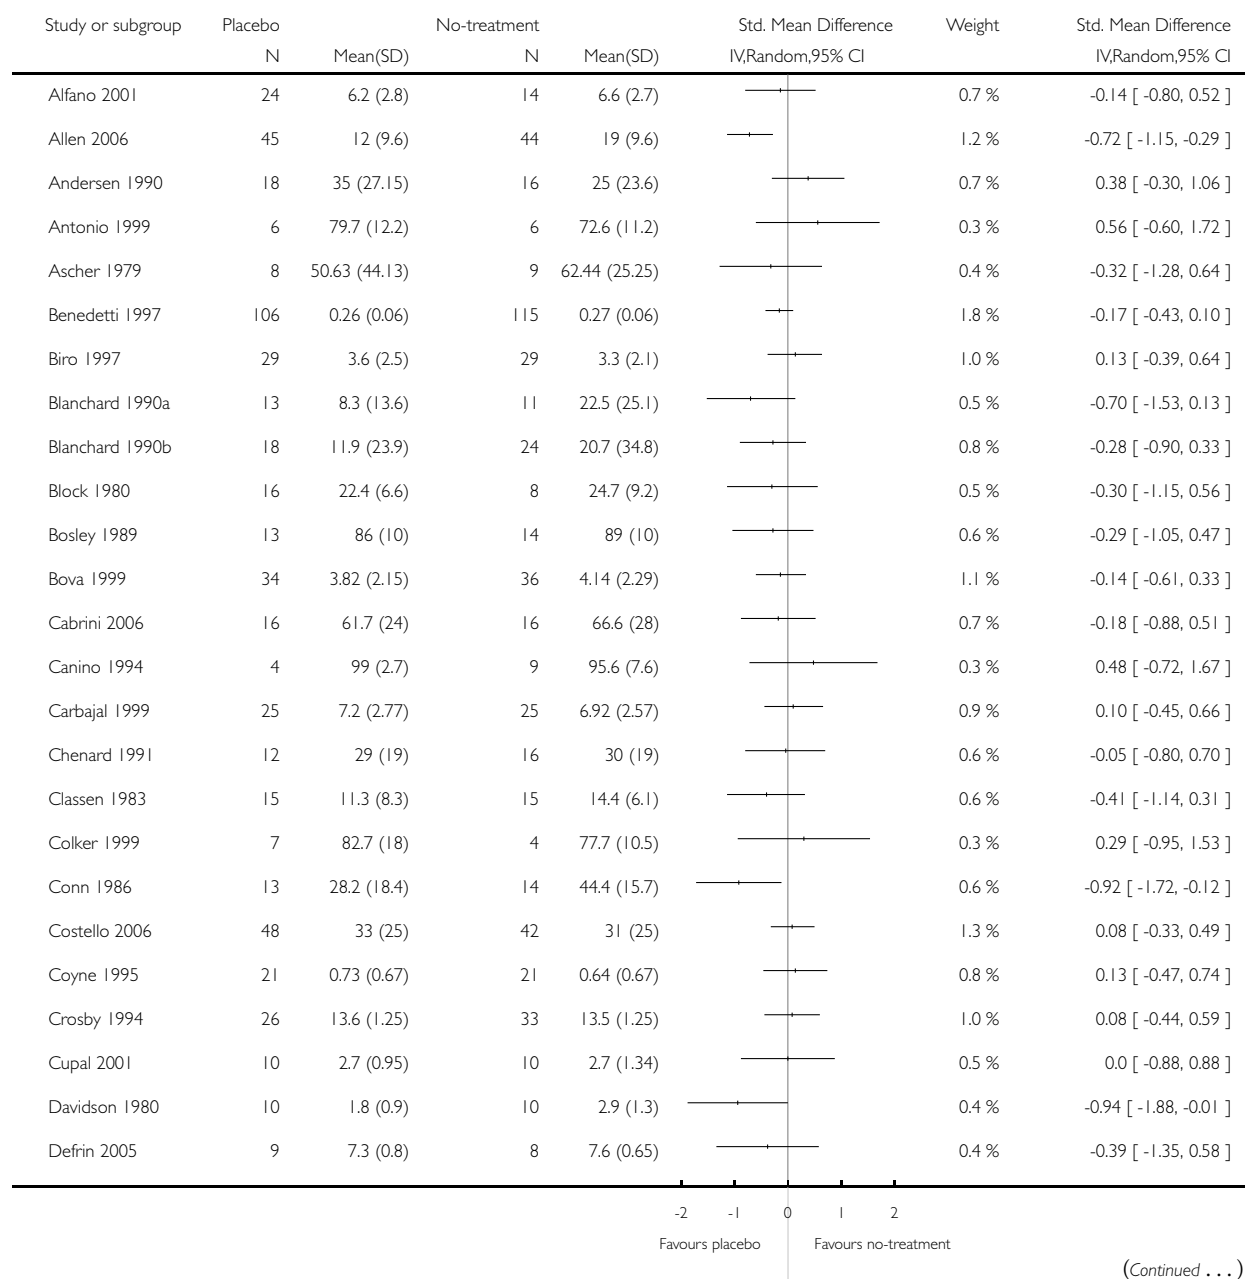 Study or subgroup Placebo No-treatment Std. Mean Difference Weight Std. Mean Difference
N Mean(SD) N Mean(SD) IV,Random,95% CI IV,Random,95% CI
Alfano 2001 24 6.2 (2.8) 14 6.6 (2.7) 0.7 % -0.14 [ -0.80, 0.52 ]
Allen 2006 45 12 (9.6) 44 19 (9.6) 1.2 % -0.72 [ -1.15, -0.29 ]
Andersen 1990 18 35 (27.15) 16 25 (23.6) 0.7 % 0.38 [ -0.30, 1.06 ]
Antonio 1999 6 79.7 (12.2) 6 72.6 (11.2) 0.3 % 0.56 [ -0.60, 1.72 ]
Ascher 1979 8 50.63 (44.13) 9 62.44 (25.25) 0.4 % -0.32 [ -1.28, 0.64 ]
Benedetti 1997 106 0.26 (0.06) 115 0.27 (0.06) 1.8 % -0.17 [ -0.43, 0.10 ]
Biro 1997 29 3.6 (2.5) 29 3.3 (2.1) 1.0 % 0.13 [ -0.39, 0.64 ]
Blanchard 1990a 13 8.3 (13.6) 11 22.5 (25.1) 0.5 % -0.70 [ -1.53, 0.13 ]
Blanchard 1990b 18 11.9 (23.9) 24 20.7 (34.8) 0.8 % -0.28 [ -0.90, 0.33 ]
Block 1980 16 22.4 (6.6) 8 24.7 (9.2) 0.5 % -0.30 [ -1.15, 0.56 ]
Bosley 1989 13 86 (10) 14 89 (10) 0.6 % -0.29 [ -1.05, 0.47 ]
Bova 1999 34 3.82 (2.15) 36 4.14 (2.29) 1.1 % -0.14 [ -0.61, 0.33 ]
Cabrini 2006 16 61.7 (24) 16 66.6 (28) 0.7 % -0.18 [ -0.88, 0.51 ]
Canino 1994 4 99 (2.7) 9 95.6 (7.6) 0.3 % 0.48 [ -0.72, 1.67 ]
Carbajal 1999 25 7.2 (2.77) 25 6.92 (2.57) 0.9 % 0.10 [ -0.45, 0.66 ]
Chenard 1991 12 29 (19) 16 30 (19) 0.6 % -0.05 [ -0.80, 0.70 ]
Classen 1983 15 11.3 (8.3) 15 14.4 (6.1) 0.6 % -0.41 [ -1.14, 0.31 ]
Colker 1999 7 82.7 (18) 4 77.7 (10.5) 0.3 % 0.29 [ -0.95, 1.53 ]
Conn 1986 13 28.2 (18.4) 14 44.4 (15.7) 0.6 % -0.92 [ -1.72, -0.12 ]
Costello 2006 48 33 (25) 42 31 (25) 1.3 % 0.08 [ -0.33, 0.49 ]
Coyne 1995 21 0.73 (0.67) 21 0.64 (0.67) 0.8 % 0.13 [ -0.47, 0.74 ]
Crosby 1994 26 13.6 (1.25) 33 13.5 (1.25) 1.0 % 0.08 [ -0.44, 0.59 ]
Cupal 2001 10 2.7 (0.95) 10 2.7 (1.34) 0.5 % 0.0 [ -0.88, 0.88 ]
Davidson 1980 10 1.8 (0.9) 10 2.9 (1.3) 0.4 % -0.94 [ -1.88, -0.01 ]
Defrin 2005 9 7.3 (0.8) 8 7.6 (0.65) 0.4 % -0.39 [ -1.35, 0.58 ]
-2 -1 0 1 2
Favours placebo Favours no-treatment
(Continued . . . )